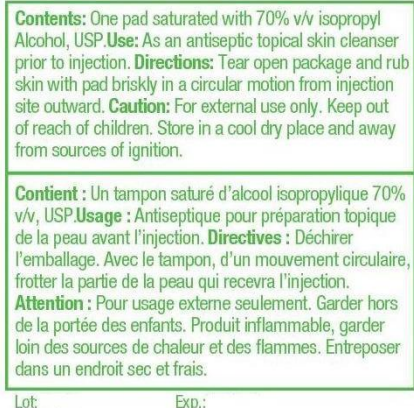 Contents: One pad saturated with 70% v/v isopropyl
Alcohol, USP.Use: As an antiseptic topical skin cleanser
prior to injection. Directions: Tear open package and rub
skin with pad briskly in a circular motion from injection
site outward. Caution: For external use only. Keep out
of reach of children. Store in a cool dry place and away
from sources of ignition.
Contient : Un tampon saturé d'alcool isopropylique 70%
v/v, USP.Usage : Antiseptique pour préparation topique
de la peau avant l'injection. Directives : Déchirer
l'emballage. Avec le tampon, d'un mouvement circulaire,
frotter la partie de la peau qui recevra l'injection.
Attention : Pour usage externe seulement. Garder hors
de la portée des enfants. Produit inflammable, garder
loin des sources de chaleur et des flammes. Entreposer
dans un endroit sec et frais.
Lot: Exp.: